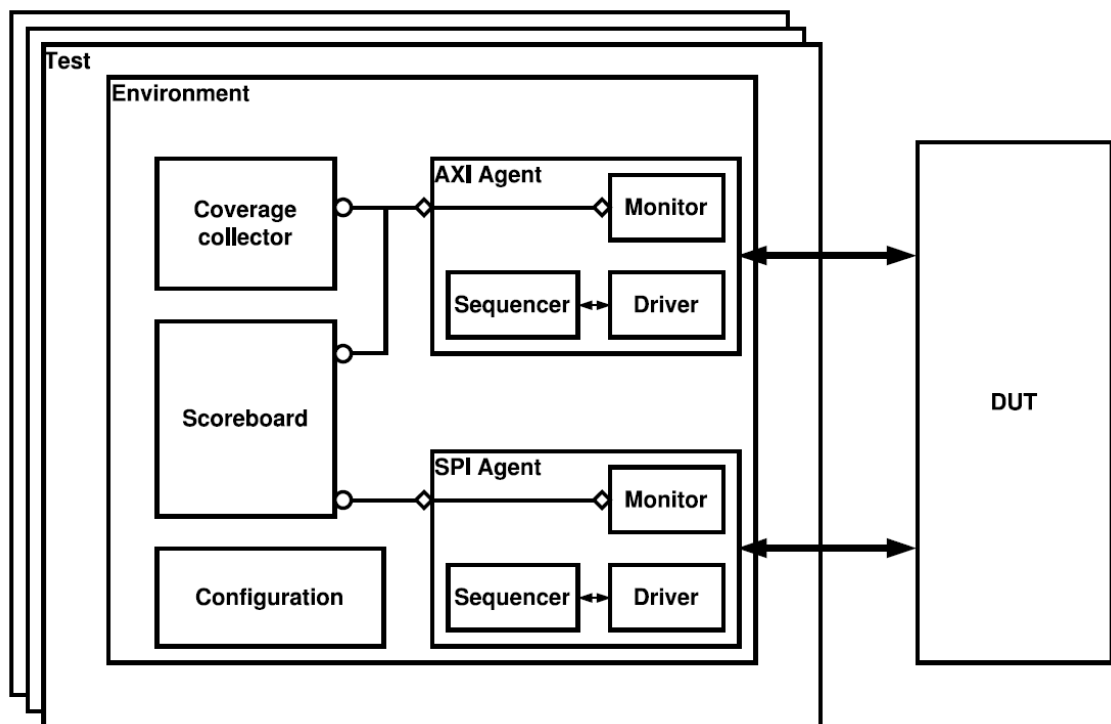 Test
Environment
Coverage
collector
AXI Agent
Monitor
Sequencer
Driver
Scoreboard
DUT
SPI Agent
Monitor
Configuration
Sequencer
Driver